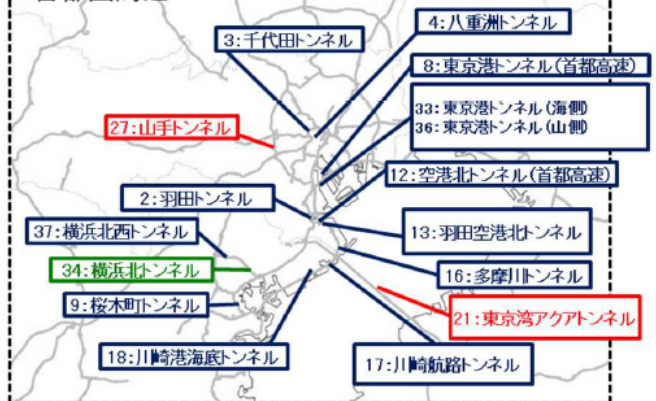 4:八重洲トンネル
3:千代田トンネル
8:東京港トンネル(首都高速)
33:東京港トンネル(海側)
36:東京港トンネル(山側)
27:山手トンネル
12:空港北トンネル(首都高速)
2:羽田トンネル
37:横浜北西トンネル
13:羽田空港北トンネル
34:横浜北トンネル
16:多摩川トンネル
9:桜木町トンネル
21:東京湾アクアトンネル
18:川崎港海底トンネル
17:川崎航路トンネル